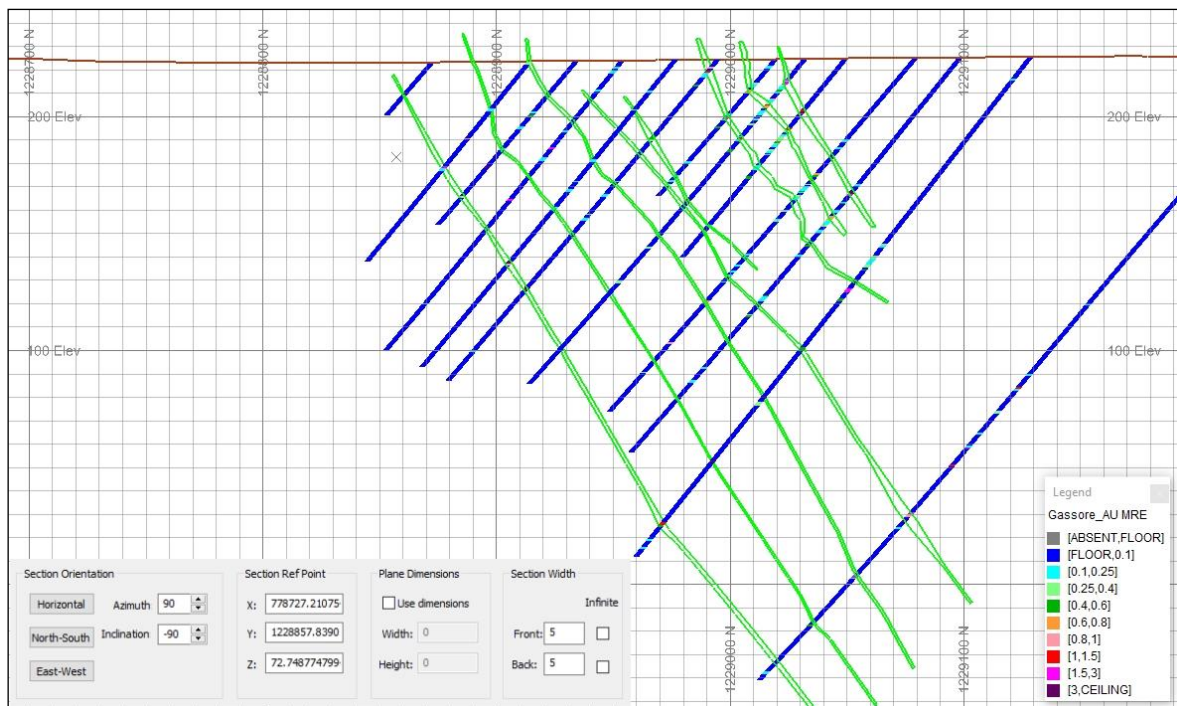 1228700 N
1228800 N
1228900 N
1229000 N
1229100 N
200 Elev
200 Elev
100 Elev
100 Elev
1229000 N
1229100 N
Section Orientation
Horizontal
Azimuth 90
North-South
Inclination -90
East-West
Section Ref Point
X: 778727.21075
Y: 1228857.8390
Z: 72.748774799
Plane Dimensions
Use dimensions
Width: 0
Height: 0
Section Width
Infinite
Front: 5
Back: 5
Legend
Gassore_AU MRE
[ABSENT,FLOOR]
[FLOOR,0.1]
[0.1,0.25]
[0.25,0.4]
[0.4,0.6]
[0.6,0.8]
[0.8,1]
[1,1.5]
[1.5,3]
[3,CEILING]